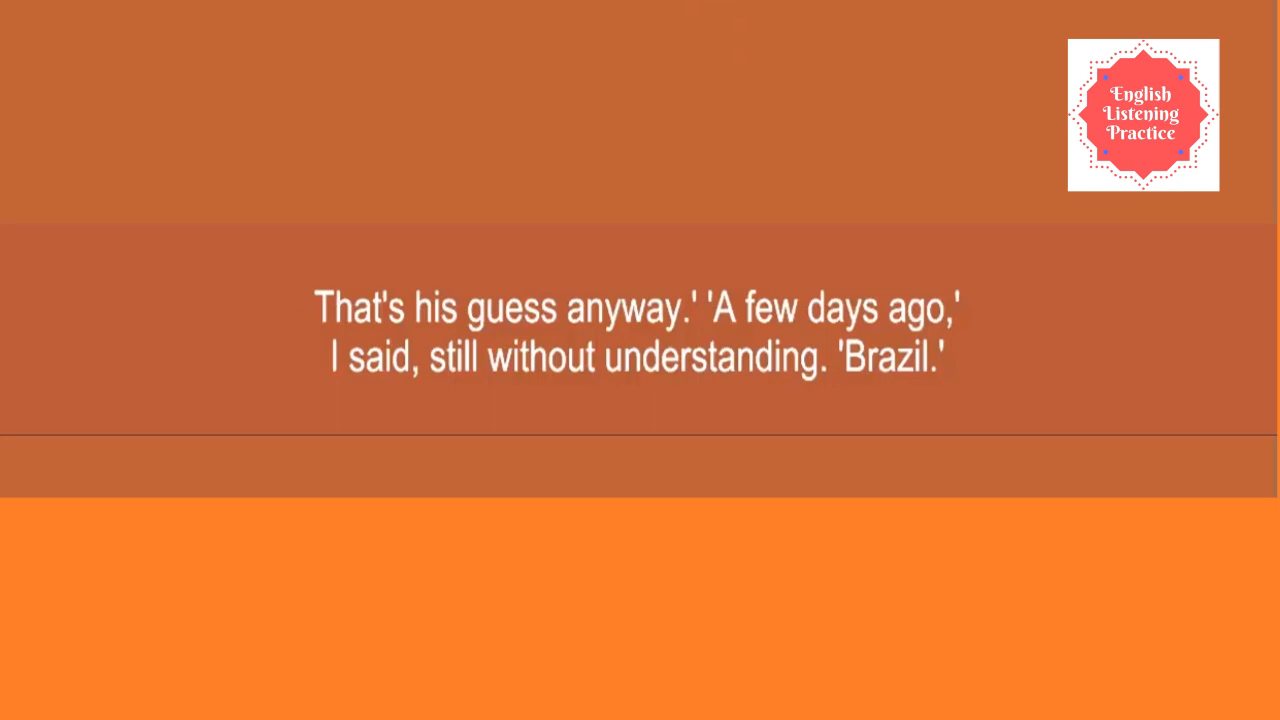 English
Listening
Practice
That's his guess anyway.' 'A few days ago,'
I said, still without understanding. 'Brazil.'